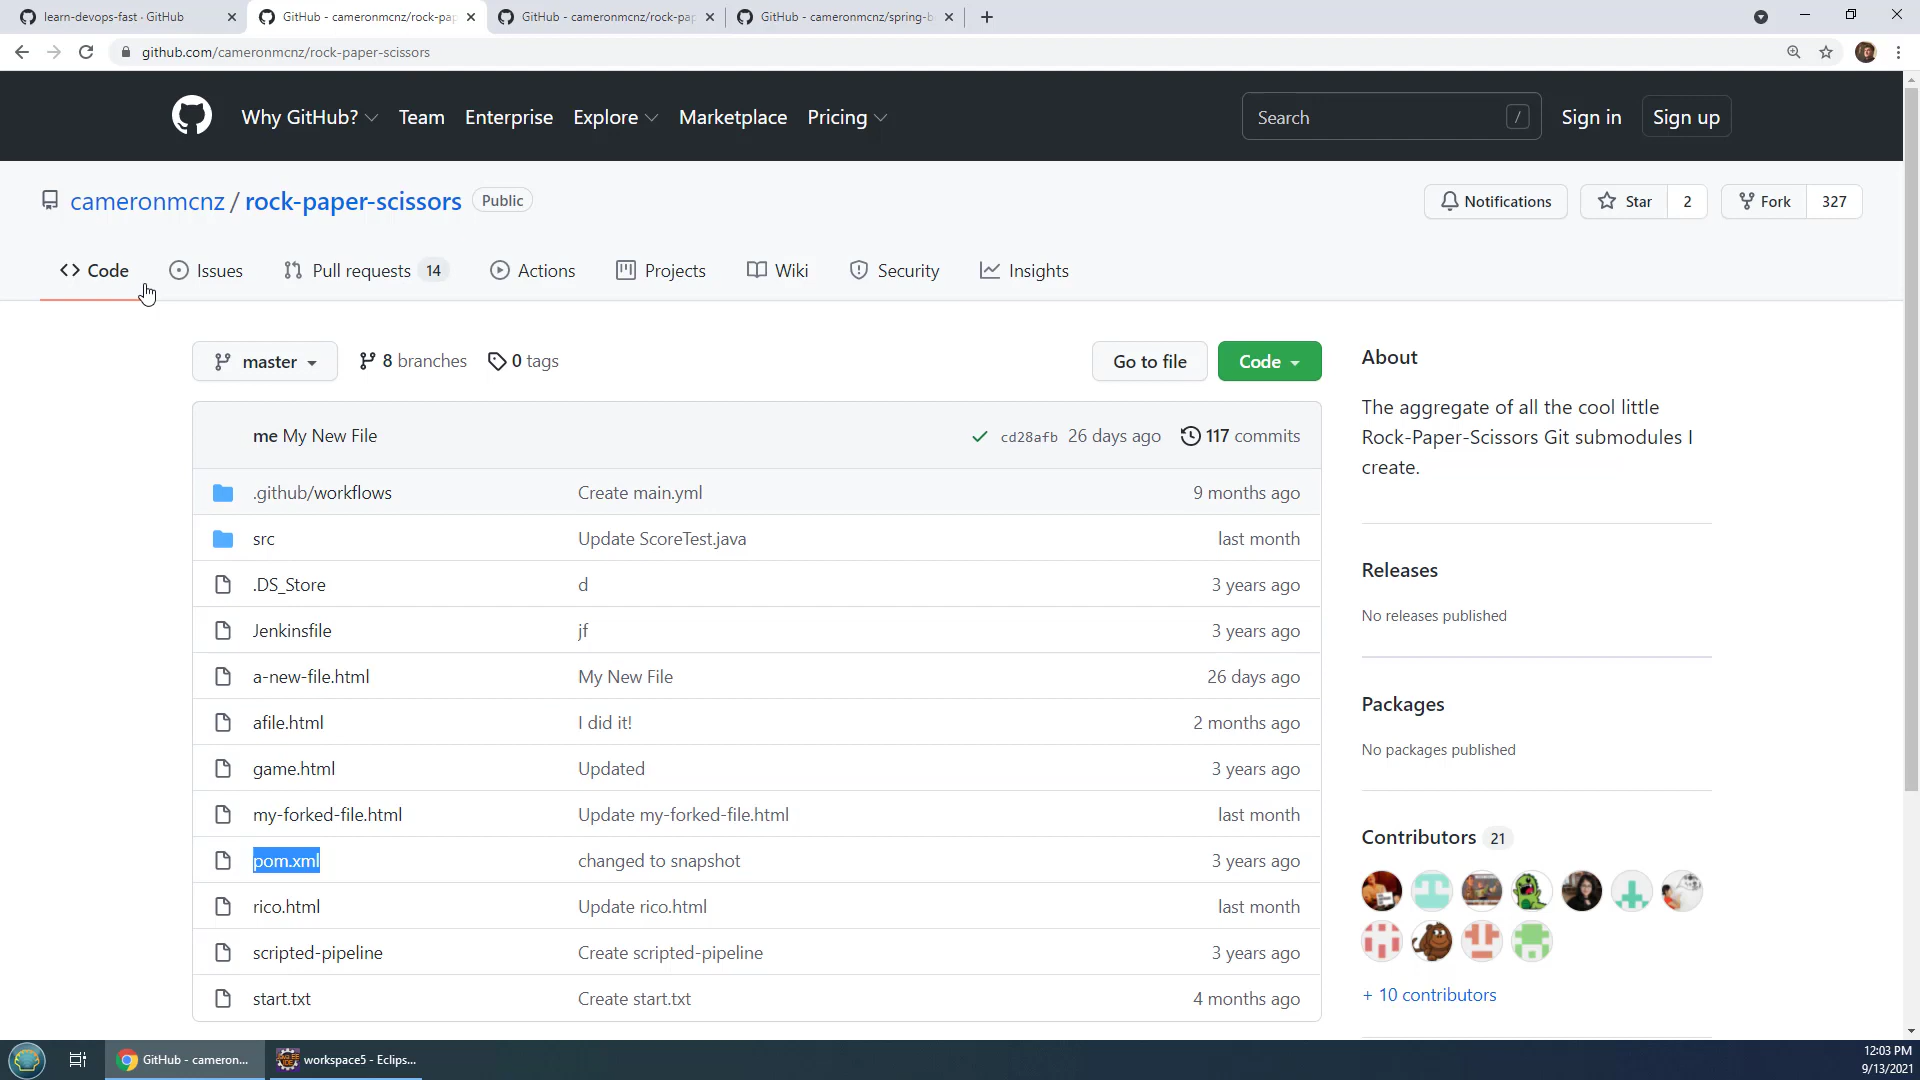 learn-devops-fast · GitHub
GitHub - cameronmcnz/rock-pap
GitHub - cameronmcnz/rock-pap
GitHub - cameronmcnz/spring-b
github.com/cameronmcnz/rock-paper-scissors
Why GitHub? Team Enterprise Explore Marketplace Pricing
Search /
Sign in
Sign up
cameronmcnz / rock-paper-scissors Public
Notifications
Star 2
Fork 327
<> Code
Issues
Pull requests 14
Actions
Projects
Wiki
Security
Insights
master
8 branches
0 tags
Go to file
Code
me My New File cd28afb 26 days ago 117 commits
.github/workflows Create main.yml 9 months ago
src Update ScoreTest.java last month
.DS_Store d 3 years ago
Jenkinsfile jf 3 years ago
a-new-file.html My New File 26 days ago
afile.html I did it! 2 months ago
game.html Updated 3 years ago
my-forked-file.html Update my-forked-file.html last month
pom.xml changed to snapshot 3 years ago
rico.html Update rico.html last month
scripted-pipeline Create scripted-pipeline 3 years ago
start.txt Create start.txt 4 months ago
About
The aggregate of all the cool little
Rock-Paper-Scissors Git submodules I
create.
Releases
No releases published
Packages
No packages published
Contributors 21
+ 10 contributors
GitHub - cameron...
workspace5 - Eclips...
12:03 PM
9/13/2021